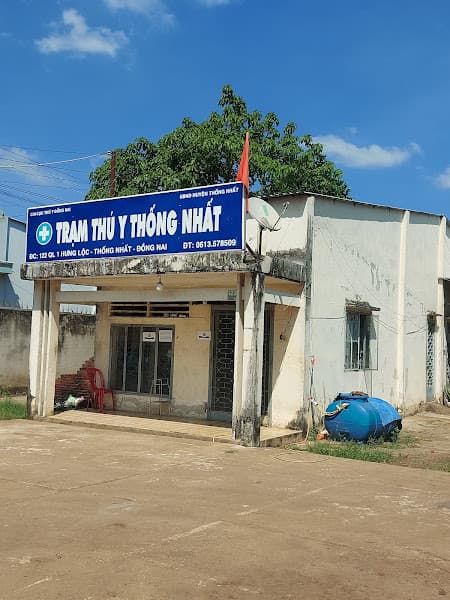 CHI CỤC THÚ Y ĐỒNG NAI
UBND HUYỆN THỐNG NHẤT
TRẠM THÚ Y THỐNG NHẤT
ĐC: 122 QL 1 HƯNG LỘC - THỐNG NHẤT - ĐỒNG NAI
ĐT: 0613.578509